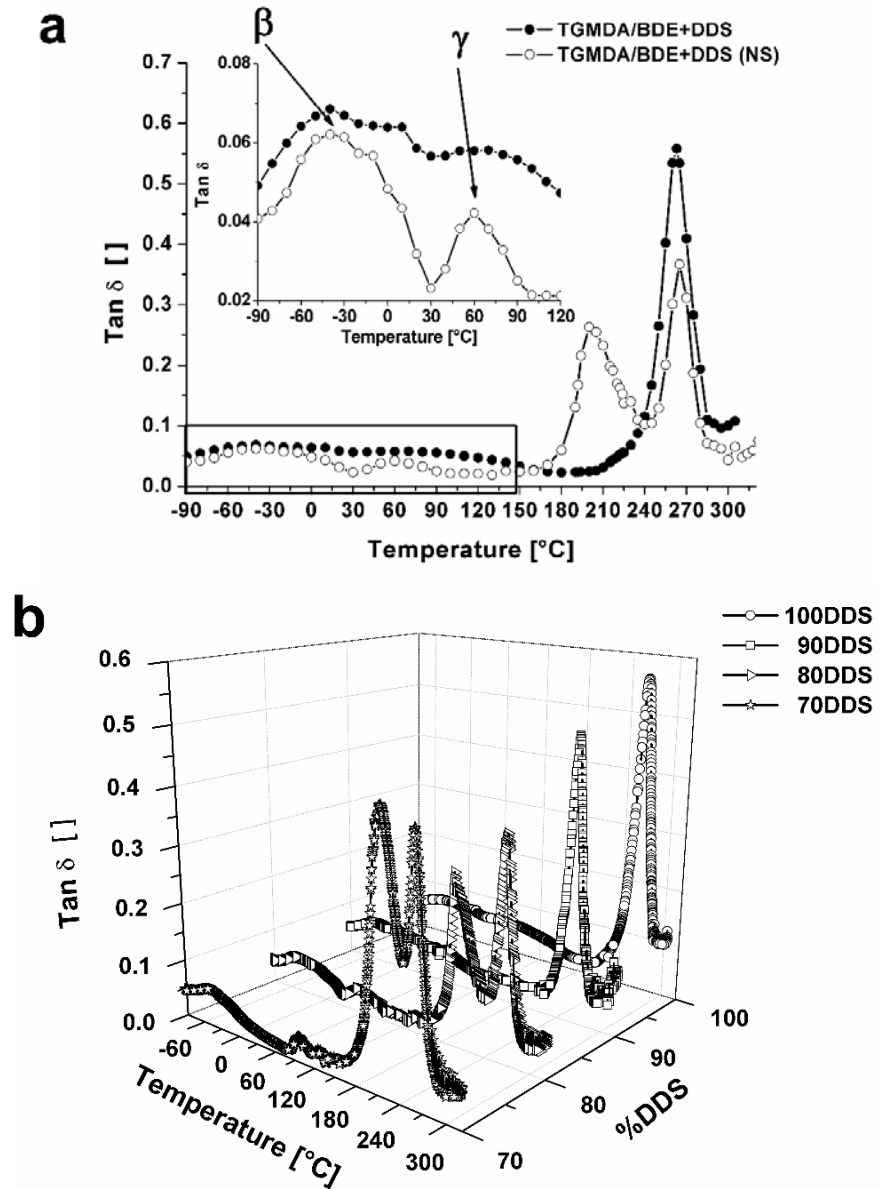 a
β
γ
TGMDA/BDE+DDS
TGMDA/BDE+DDS (NS)
0.7
0.6
0.5
0.4
0.3
0.2
0.1
0.0
Tan δ [ ]
0.08
0.06
0.04
0.02
Tan δ
-90 -60 -30 0 30 60 90 120
Temperature [°C]
-90 -60 -30 0 30 60 90 120 150 180 210 240 270 300
Temperature [°C]
b
100DDS
90DDS
80DDS
70DDS
0.6
0.5
0.4
0.3
0.2
0.1
0.0
Tan δ [ ]
-60 0 60 120 180 240 300
Temperature [°C]
70 80 90 100
%DDS